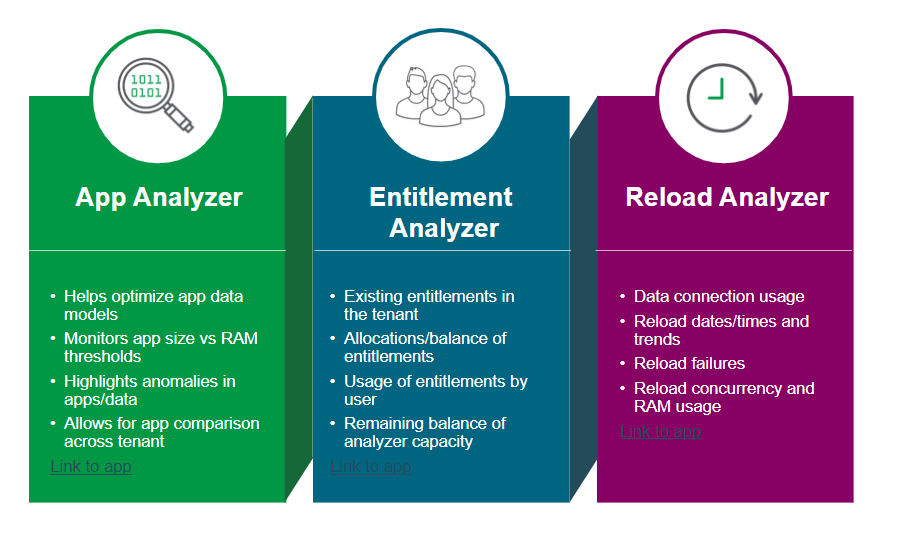 1011
0101
App Analyzer
• Helps optimize app data
models
• Monitors app size vs RAM
thresholds
• Highlights anomalies in
apps/data
• Allows for app comparison
across tenant
Link to app
Entitlement
Analyzer
• Existing entitlements in
the tenant
• Allocations/balance of
entitlements
• Usage of entitlements by
user
• Remaining balance of
analyzer capacity
Link to app
Reload Analyzer
• Data connection usage
• Reload dates/times and
trends
• Reload failures
• Reload concurrency and
RAM usage
Link to app